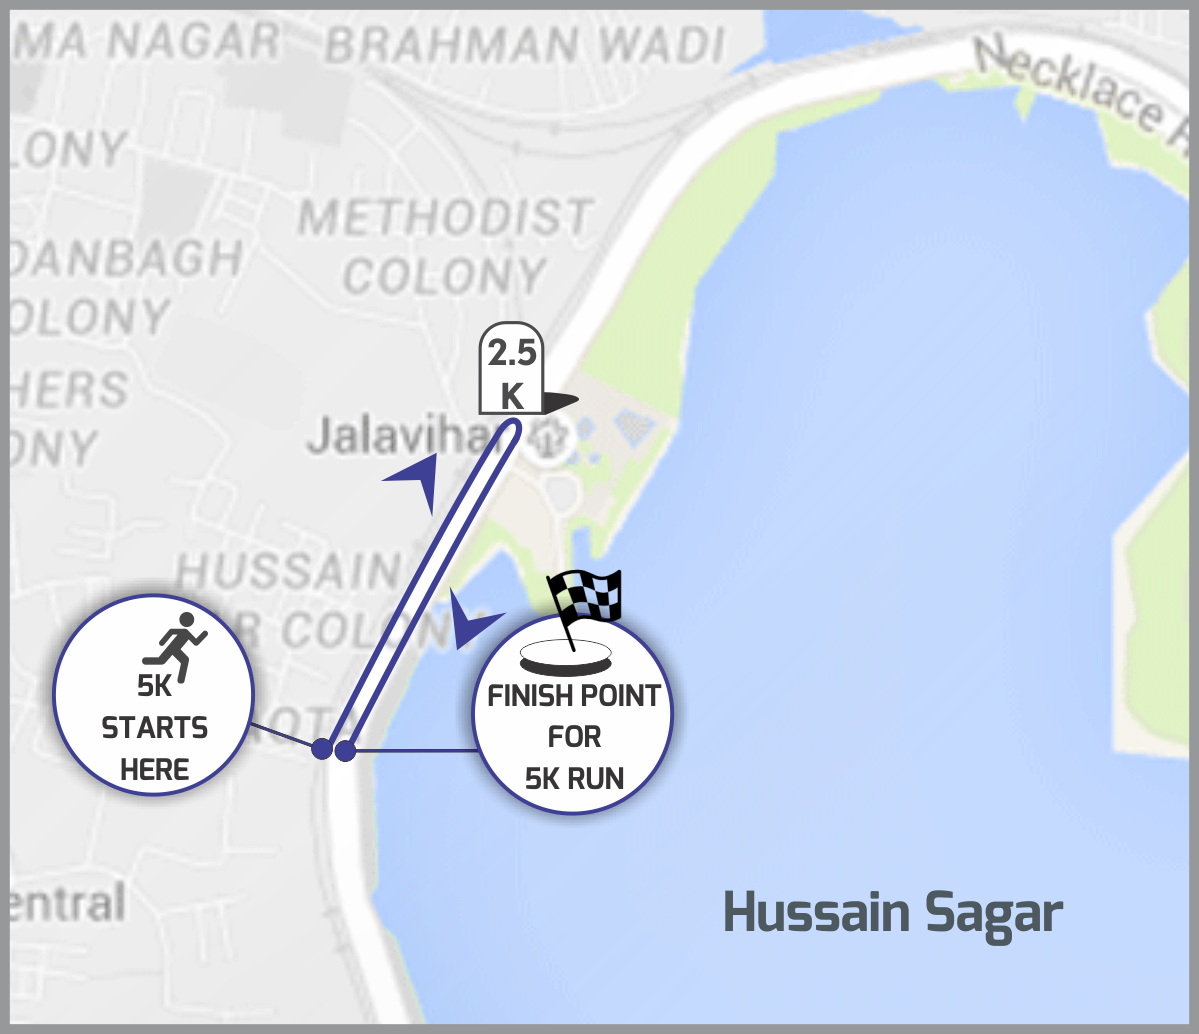 MA NAGAR
BRAHMAN WADI
Necklace R
LONY
METHODIST
COLONY
DANBAGH
OLONY
2.5
K
HERS
ONY
Jalavihar
HUSSAIN
R COLONY
5K
STARTS
HERE
FINISH POINT
FOR
5K RUN
entral
Hussain Sagar